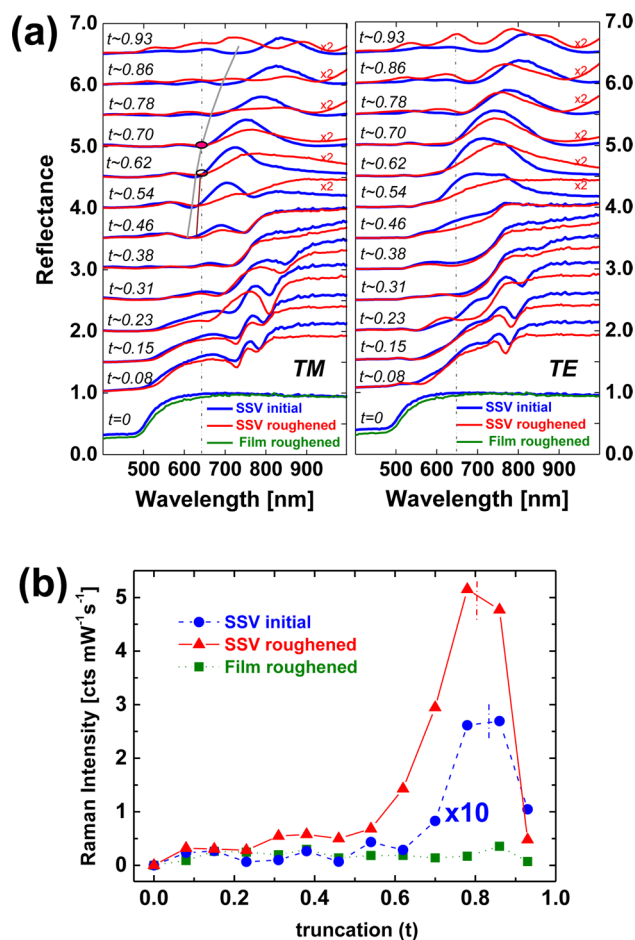 (a)
7.0
6.0
5.0
4.0
3.0
2.0
1.0
0.0
Reflectance
t~0.93
t~0.86
x2
t~0.78
x2
t~0.70
x2
t~0.62
x2
t~0.54
x2
t~0.46
t~0.38
t~0.31
t~0.23
t~0.15
t~0.08
t=0
TM
SSV initial
SSV roughened
Film roughened
500 600 700 800 900
Wavelength [nm]
t~0.93
t~0.86
x2
t~0.78
x2
t~0.70
x2
t~0.62
x2
t~0.54
x2
t~0.46
t~0.38
t~0.31
t~0.23
t~0.15
t~0.08
t=0
TE
SSV initial
SSV roughened
Film roughened
500 600 700 800 900
Wavelength [nm]
7.0
6.0
5.0
4.0
3.0
2.0
1.0
0.0
(b)
Raman Intensity [cts mW⁻¹s⁻¹]
5
4
3
2
1
0
SSV initial
SSV roughened
Film roughened
x10
0.0 0.2 0.4 0.6 0.8 1.0
truncation (t)